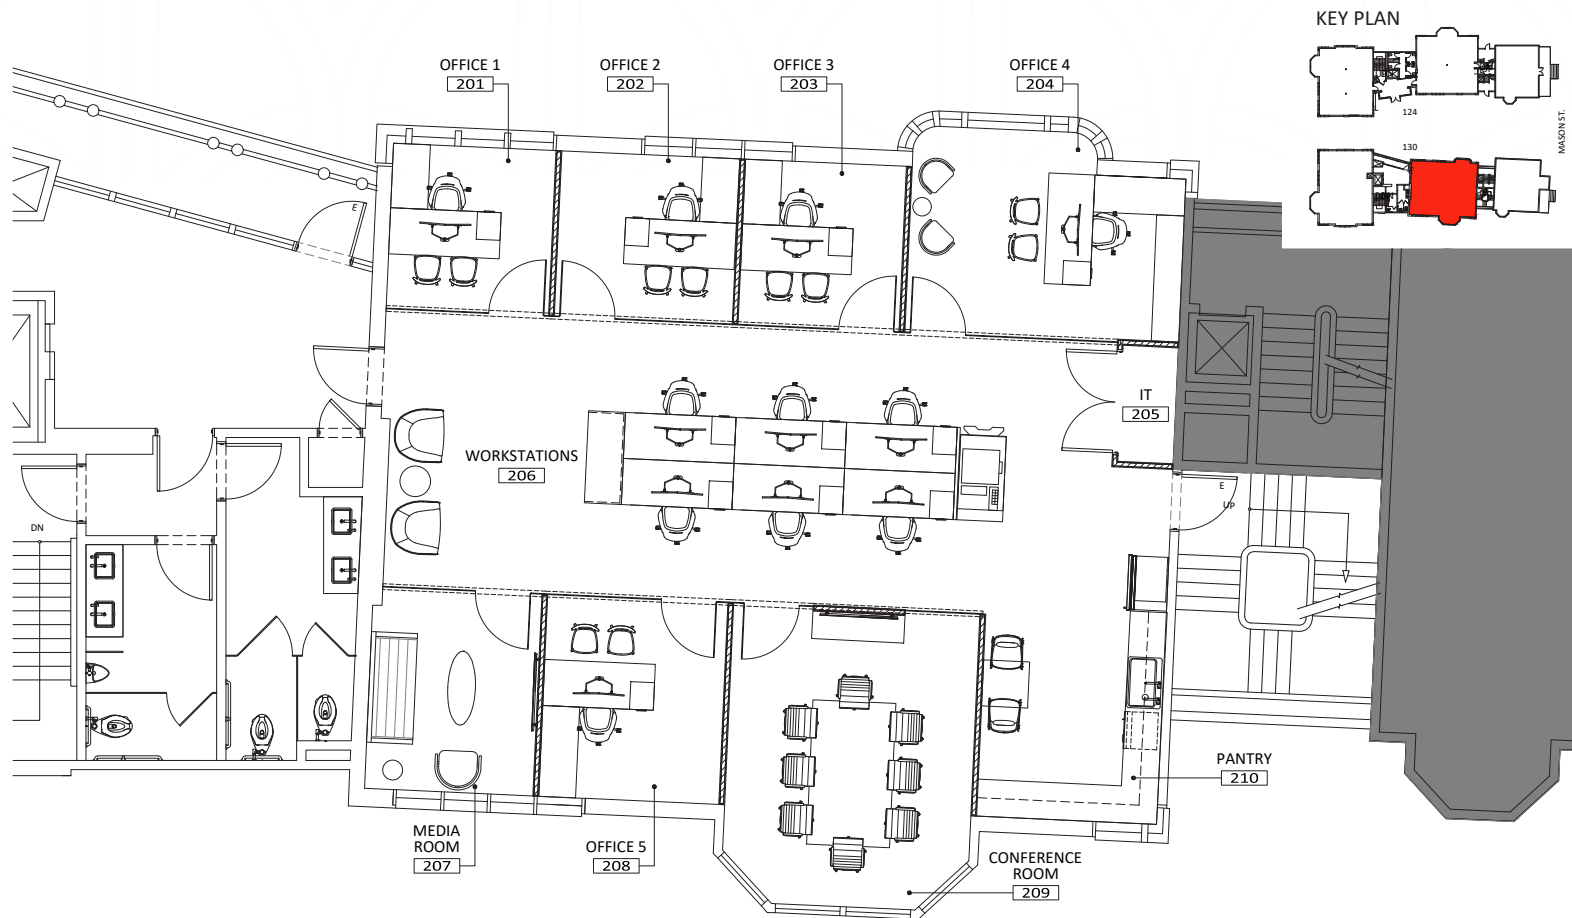 KEY PLAN
124
130
MASON ST.
OFFICE 1
201
OFFICE 2
202
OFFICE 3
203
OFFICE 4
204
E
IT
205
WORKSTATIONS
206
E
UP
DN
PANTRY
210
MEDIA
ROOM
207
OFFICE 5
208
CONFERENCE
ROOM
209